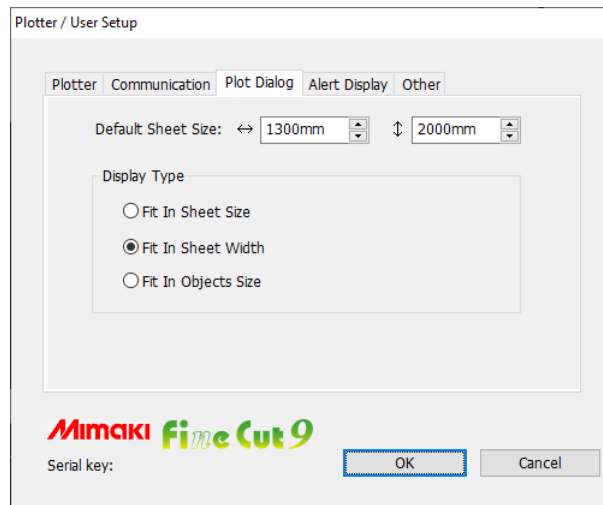 Plotter / User Setup
Plotter Communication Plot Dialog Alert Display Other
Default Sheet Size: ↔ 1300mm ↕ 2000mm
Display Type
Fit In Sheet Size
Fit In Sheet Width
Fit In Objects Size
Mimaki Fine Cut 9
Serial key:
OK Cancel